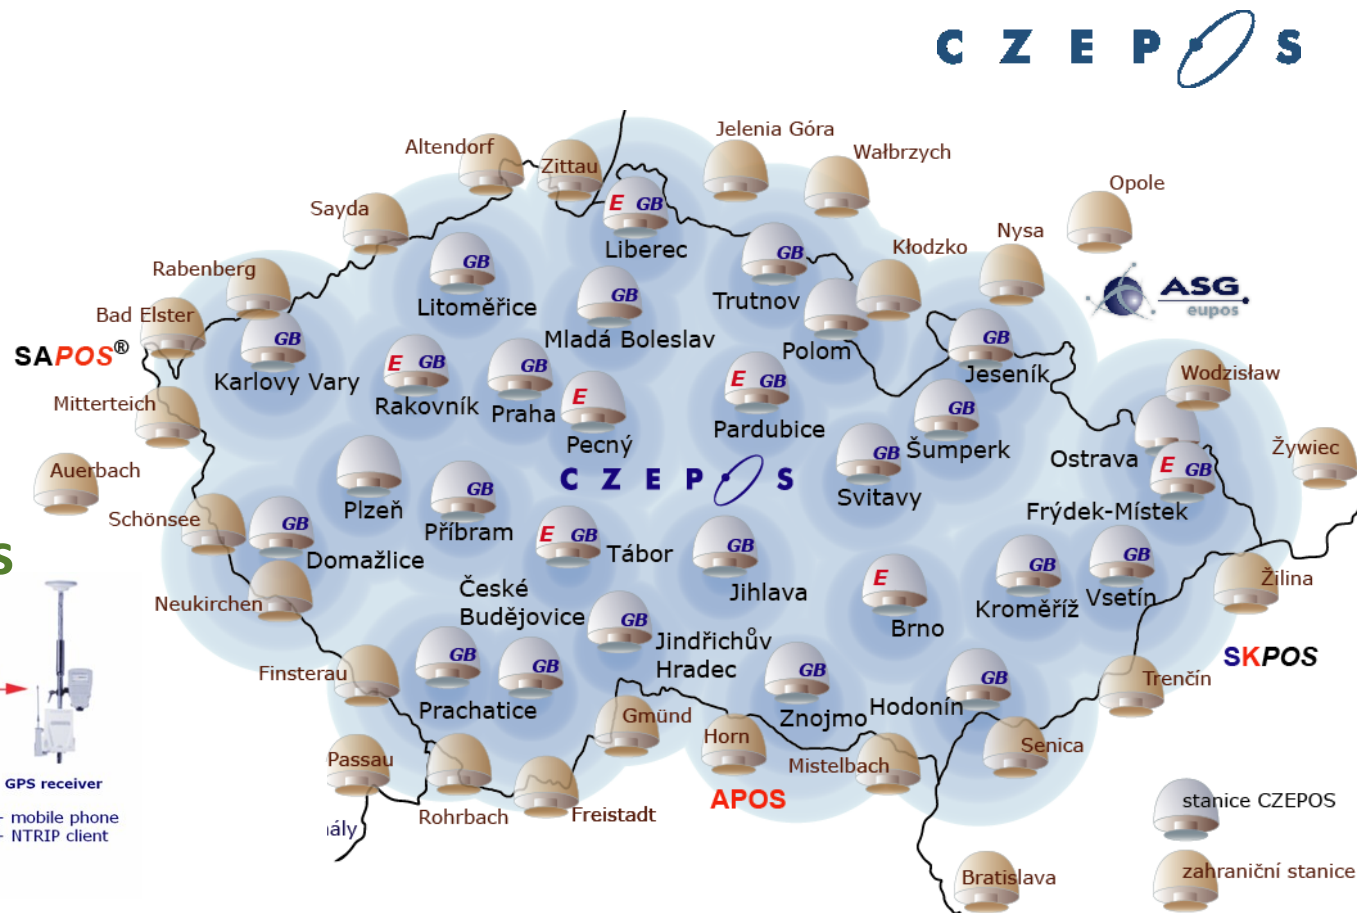 CZEPOS
Jelenia Góra
Altendorf
Wałbrzych
Zittau
Opole
E GB
Sayda
Nysa
Liberec
Kłodzko
GB
GB
Rabenberg
ASG
eupos
Litoměřice
GB
Trutnov
Bad Elster
GB
GB
Mladá Boleslav
SAPOS®
Polom
Jeseník
Karlovy Vary
E GB
GB
E GB
Wodzisław
Mitterteich
Rakovník
Praha
E
GB
Pardubice
Pecný
Šumperk
Žywiec
Auerbach
Ostrava
GB
E GB
CZEPOS
Svitavy
GB
Plzeň
Frýdek-Místek
Schönsee
GB
Příbram
E GB
Tábor
GB
GB
S
Domažlice
GB
České
Budějovice
Jihlava
E
Žilina
Neukirchen
Kroměříž
Vsetín
GB
Brno
Jindřichův
Hradec
SKPOS
GB
GB
Finsterau
GB
GB
Trenčín
Prachatice
Gmünd
Znojmo
Hodonín
Horn
Senica
Passau
Mistelbach
GPS receiver
APOS
- mobile phone
- NTRIP client
Rohrbach
Freistadt
stanice CZEPOS
ály
Bratislava
zahraniční stanice